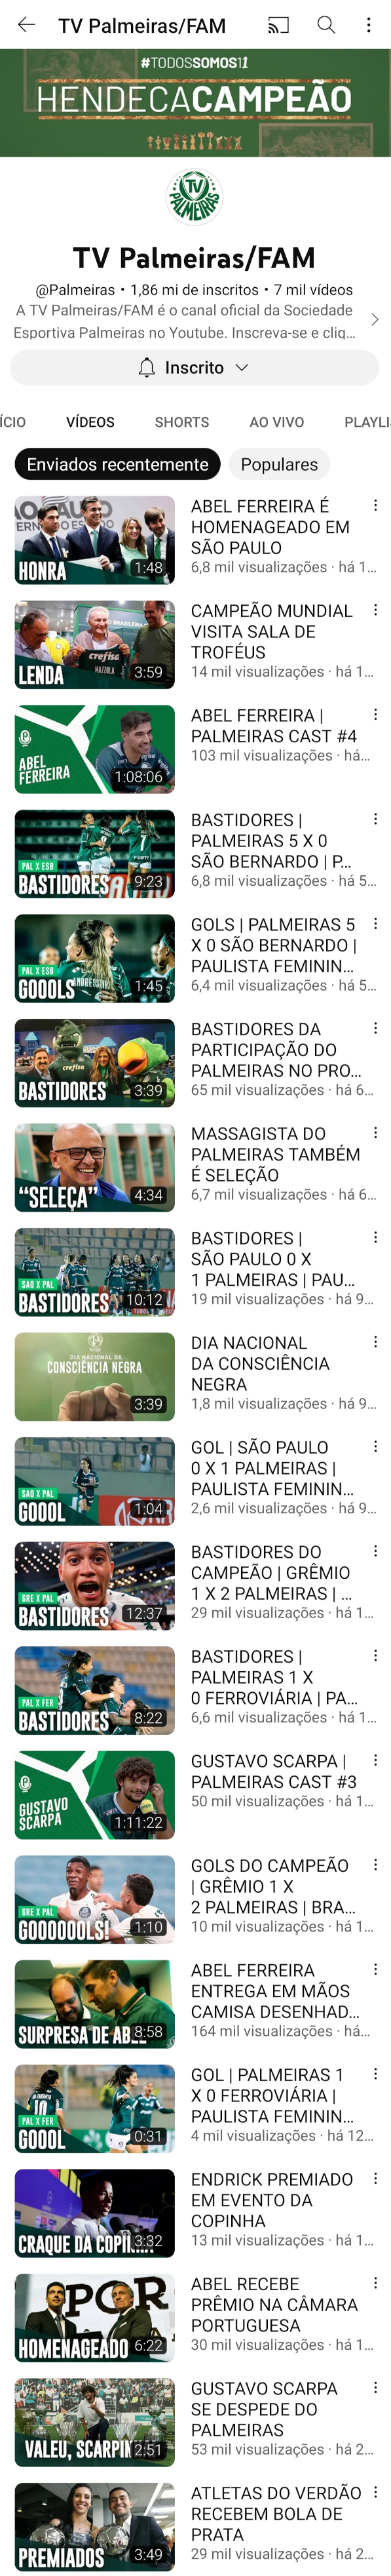 TV Palmeiras/FAM
#TODOSSOMOS11
HENDECACAMPEÃO
TV
PALMEIRAS
TV Palmeiras/FAM
@Palmeiras • 1,86 mi de inscritos • 7 mil vídeos
A TV Palmeiras/FAM é o canal oficial da Sociedade
Esportiva Palmeiras no Youtube. Inscreva-se e cliq...
Inscrito
ÍCIO VÍDEOS SHORTS AO VIVO PLAYLI
Enviados recentemente Populares
HONRA
1:48
ABEL FERREIRA É
HOMENAGEADO EM
SÃO PAULO
6,8 mil visualizações · há 1...
crefisa
MAZZOLA
LENDA
3:59
CAMPEÃO MUNDIAL
VISITA SALA DE
TROFÉUS
14 mil visualizações · há 1...
ABEL
FERREIRA
1:08:06
ABEL FERREIRA |
PALMEIRAS CAST #4
103 mil visualizações · há...
PAL X ESB
BASTIDORES
9:23
BASTIDORES |
PALMEIRAS 5 X 0
SÃO BERNARDO | P...
6,8 mil visualizações · há 5...
PAL X ESB
GOOOLS
1:45
GOLS | PALMEIRAS 5
X 0 SÃO BERNARDO |
PAULISTA FEMININ...
6,4 mil visualizações · há 5...
crefisa
BASTIDORES
3:39
BASTIDORES DA
PARTICIPAÇÃO DO
PALMEIRAS NO PRO...
65 mil visualizações · há 6...
“SELEÇA”
4:34
MASSAGISTA DO
PALMEIRAS TAMBÉM
É SELEÇÃO
6,7 mil visualizações · há 6...
SAO X PAL
BASTIDORES
10:12
BASTIDORES |
SÃO PAULO 0 X
1 PALMEIRAS | PAU...
19 mil visualizações · há 9...
DIA NACIONAL DA
CONSCIÊNCIA NEGRA
3:39
DIA NACIONAL
DA CONSCIÊNCIA
NEGRA
1,8 mil visualizações · há 9...
SAO X PAL
GOOOL
1:04
GOL | SÃO PAULO
0 X 1 PALMEIRAS |
PAULISTA FEMININ...
2,6 mil visualizações · há 9...
GRE X PAL
BASTIDORES
12:37
BASTIDORES DO
CAMPEÃO | GRÊMIO
1 X 2 PALMEIRAS | ...
29 mil visualizações · há 1...
PAL X FER
BASTIDORES
8:22
BASTIDORES |
PALMEIRAS 1 X
0 FERROVIÁRIA | PA...
6,6 mil visualizações · há 1...
GUSTAVO
SCARPA
1:11:22
GUSTAVO SCARPA |
PALMEIRAS CAST #3
50 mil visualizações · há 1...
GRE X PAL
GOOOOOOLS!
1:10
GOLS DO CAMPEÃO
| GRÊMIO 1 X
2 PALMEIRAS | BRA...
10 mil visualizações · há 1...
SURPRESA DE ABEL
8:58
ABEL FERREIRA
ENTREGA EM MÃOS
CAMISA DESENHAD...
164 mil visualizações · há...
10
PAL X FER
GOOOL
0:31
GOL | PALMEIRAS 1
X 0 FERROVIÁRIA |
PAULISTA FEMININ...
4 mil visualizações · há 12...
CRAQUE DA COPINHA
3:32
ENDRICK PREMIADO
EM EVENTO DA
COPINHA
13 mil visualizações · há 1...
POR
HOMENAGEADO
6:22
ABEL RECEBE
PRÊMIO NA CÂMARA
PORTUGUESA
30 mil visualizações · há 1...
VALEU, SCARPIN
2:51
GUSTAVO SCARPA
SE DESPEDE DO
PALMEIRAS
53 mil visualizações · há 2...
PREMIADOS
3:49
ATLETAS DO VERDÃO
RECEBEM BOLA DE
PRATA
29 mil visualizações · há 2...